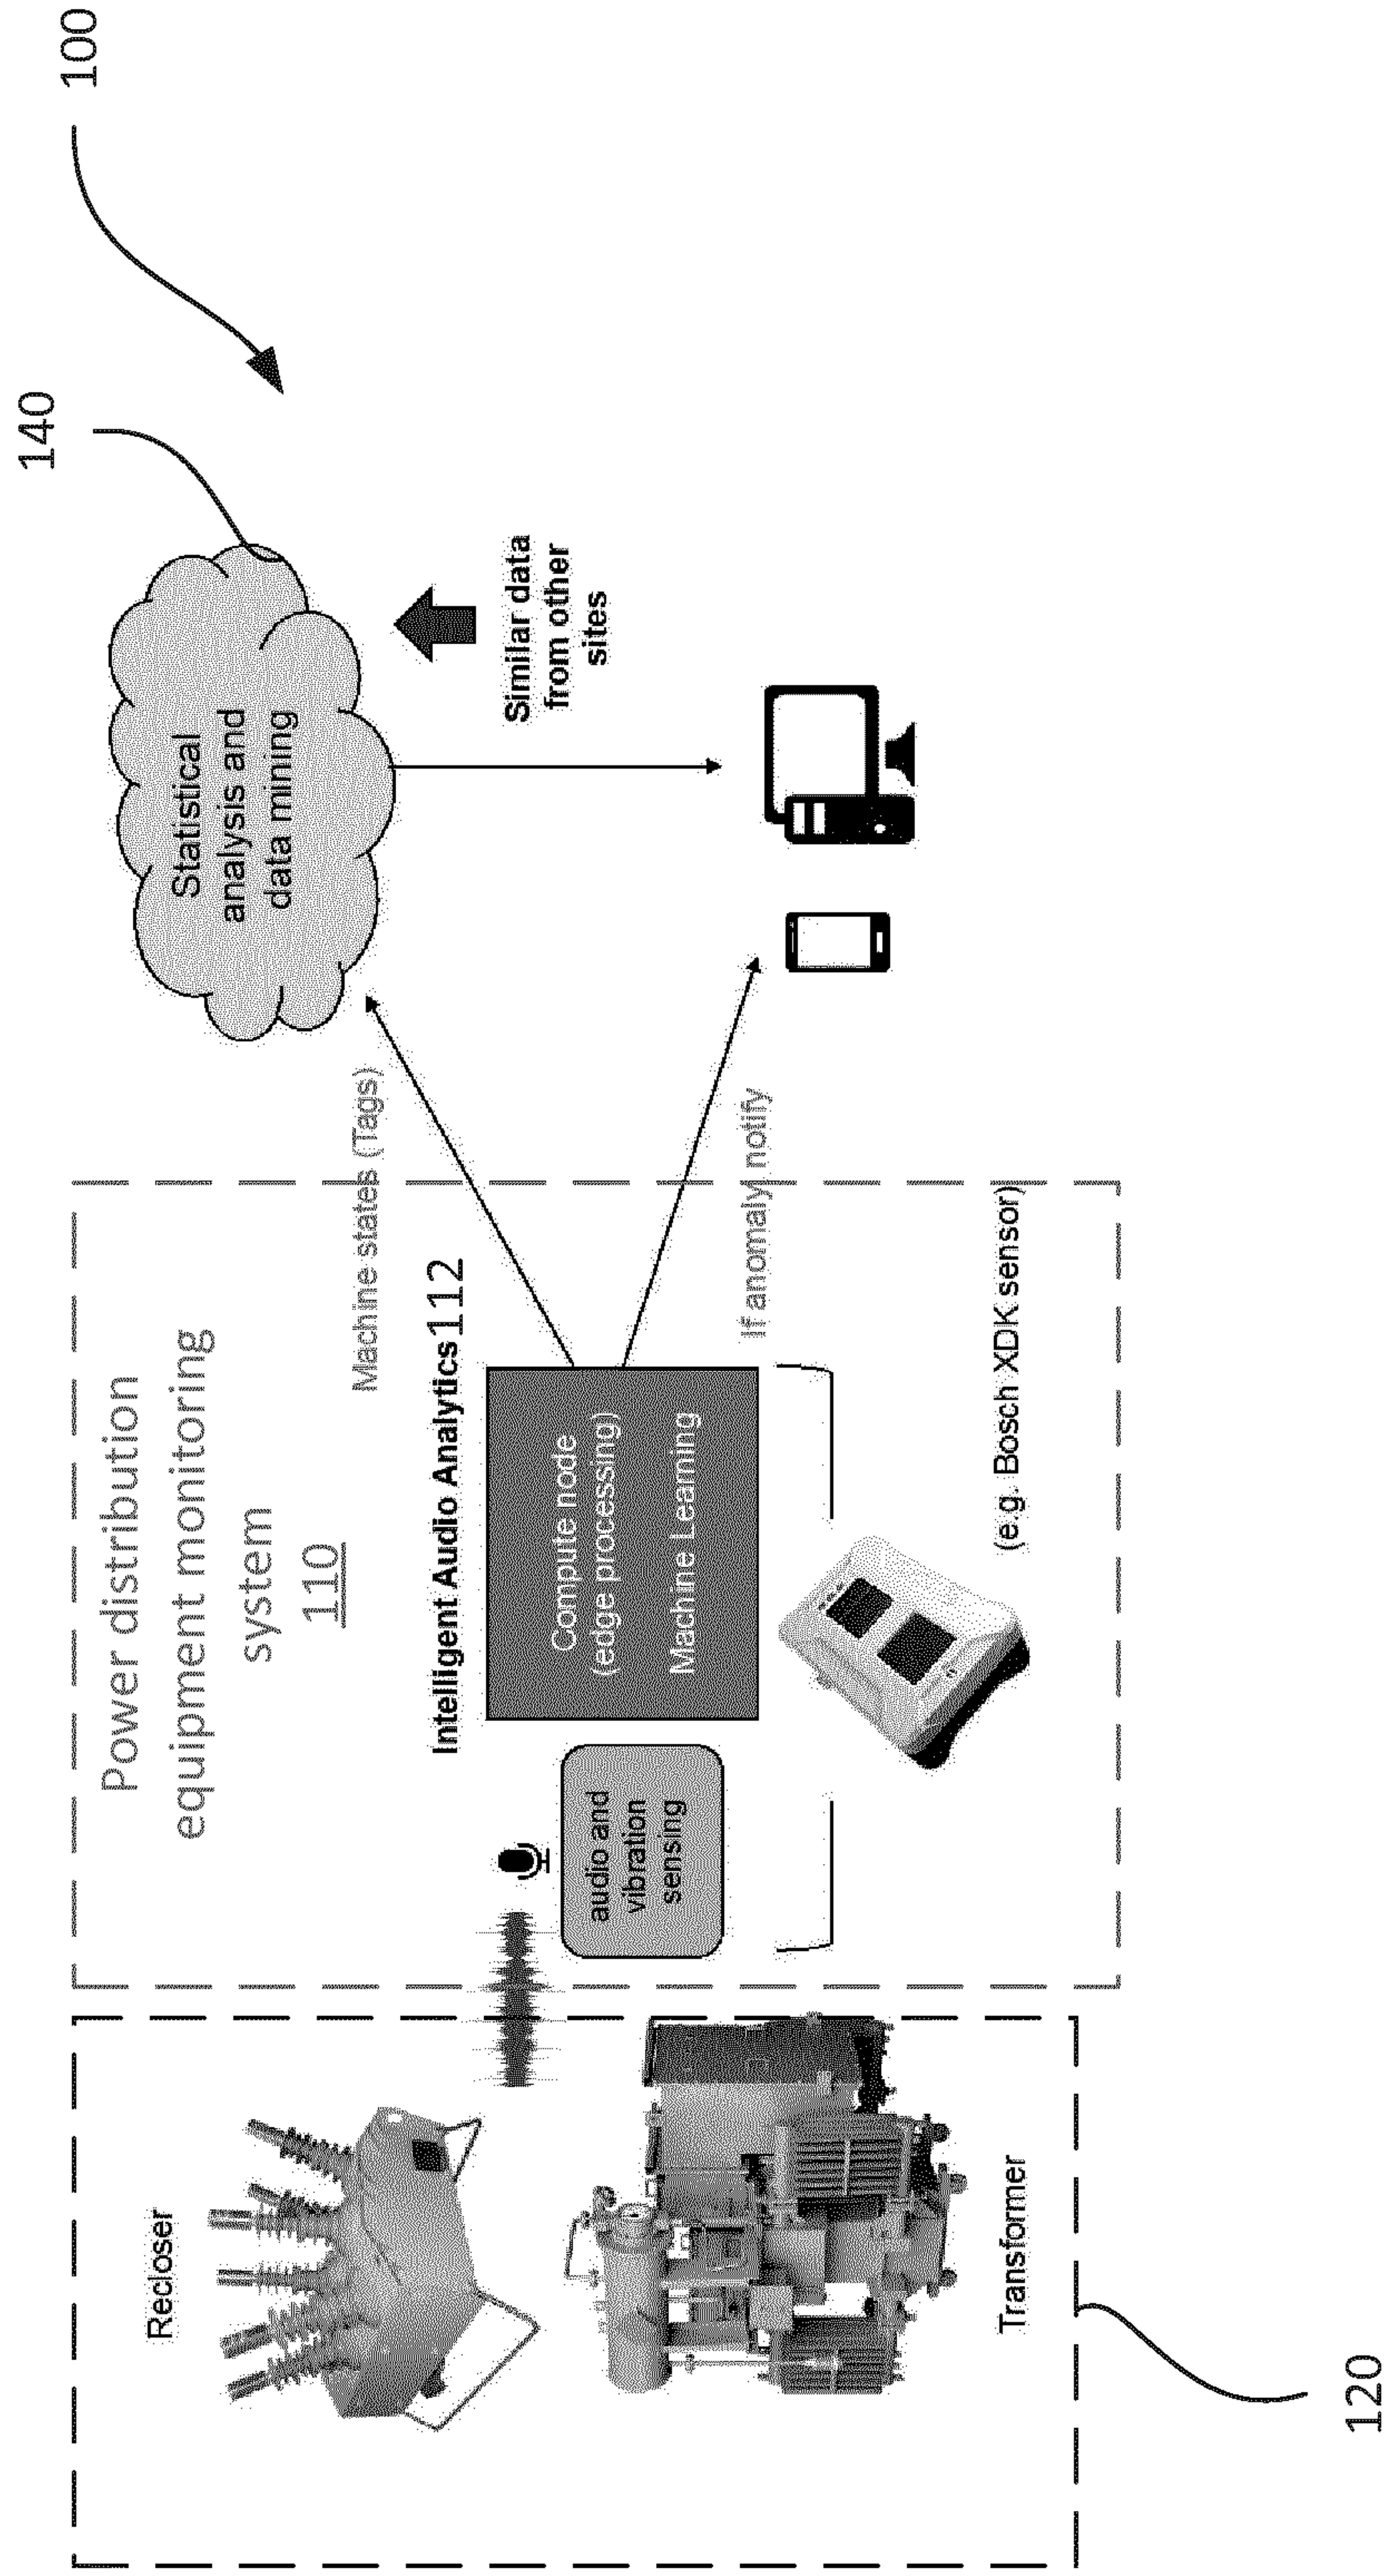 100
140
Statistical
analysis and
data mining
Similar data
from other
sites
Machine states (Tags)
If anomaly notify
Power distribution
equipment monitoring
system
110
Intelligent Audio Analytics 112
Compute node
(edge processing)
Machine Learning
audio and
vibration
sensing
(e.g. Bosch XDK sensor)
Recloser
Transformer
120